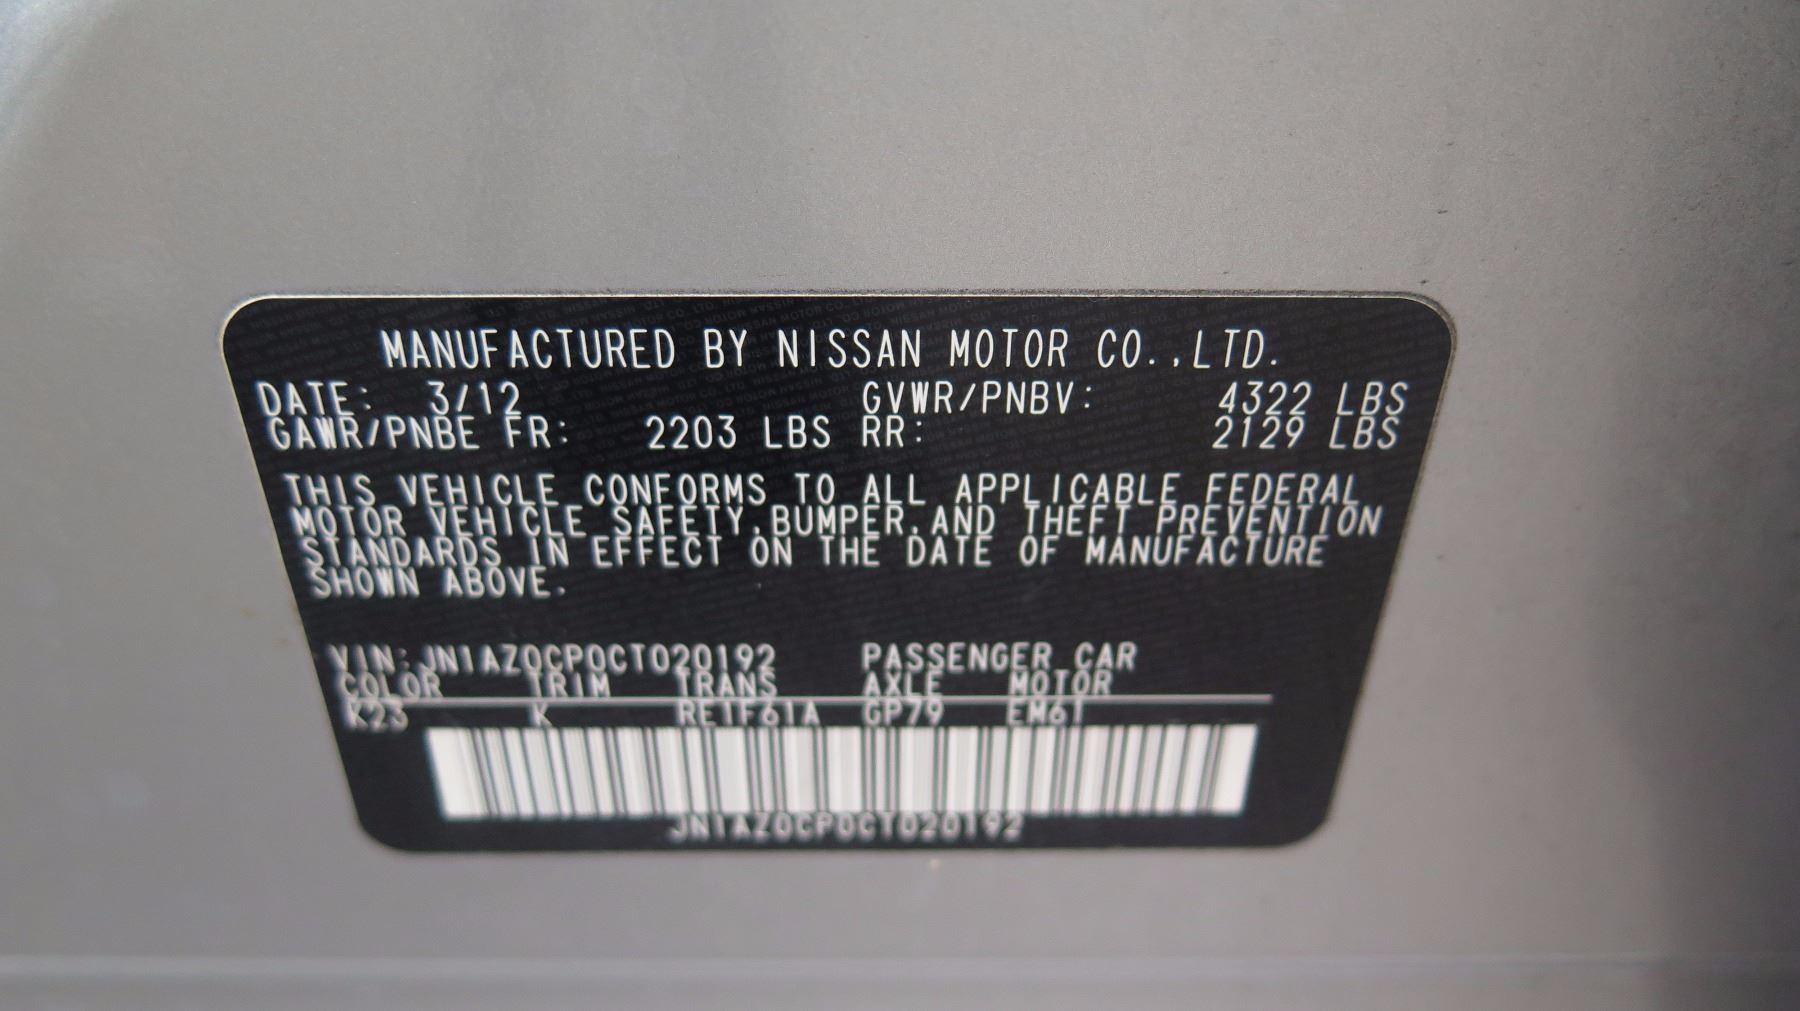 MANUFACTURED BY NISSAN MOTOR CO.,LTD.
DATE: 3/12 GVWR/PNBV: 4322 LBS
GAWR/PNBE FR: 2203 LBS RR: 2129 LBS
THIS VEHICLE CONFORMS TO ALL APPLICABLE FEDERAL
MOTOR VEHICLE SAFETY,BUMPER,AND THEFT PREVENTION
STANDARDS IN EFFECT ON THE DATE OF MANUFACTURE
SHOWN ABOVE.
VIN: JN1AZ0CP0CT020192 PASSENGER CAR
COLOR TRIM TRANS AXLE MOTOR
K23 K RE1F61A GP79 EM61
JN1AZ0CP0CT020192